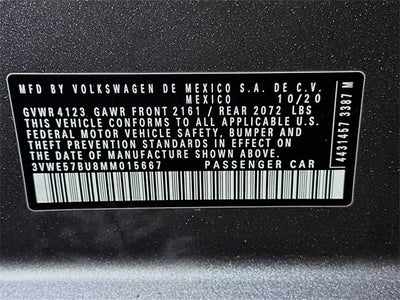 MFD BY VOLKSWAGEN DE MEXICO S.A. DE C.V.
MEXICO 10/20
GVWR 4123 GAWR FRONT 2161 / REAR 2072 LBS
THIS VEHICLE CONFORMS TO ALL APPLICABLE U.S.
FEDERAL MOTOR VEHICLE SAFETY, BUMPER, AND
THEFT PREVENTION STANDARDS IN EFFECT ON THE
DATE OF MANUFACTURE SHOWN ABOVE.
3VWE57BU8MM015667 PASSENGER CAR
4431457 3387 M